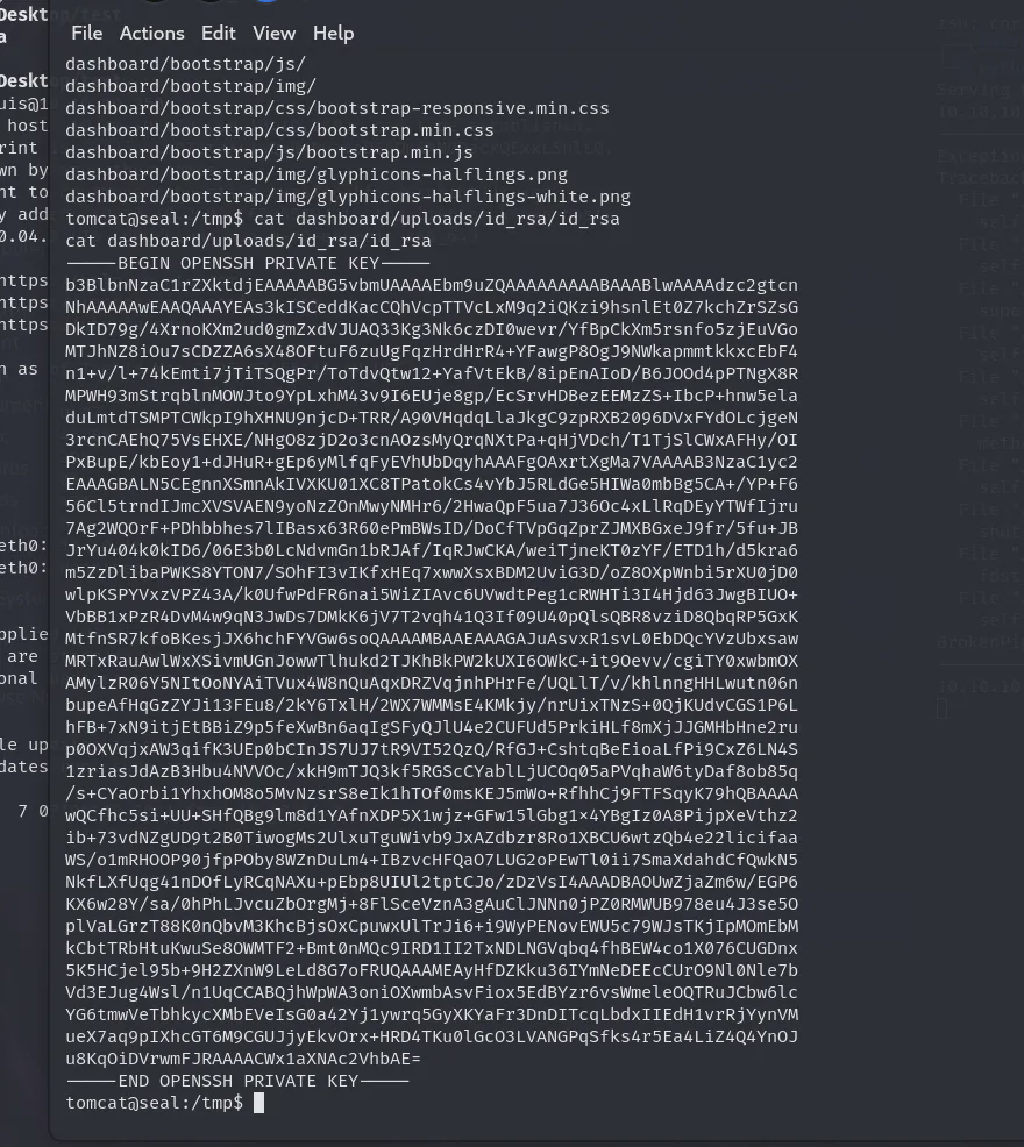 File Actions Edit View Help
dashboard/bootstrap/js/
dashboard/bootstrap/img/
dashboard/bootstrap/css/bootstrap-responsive.min.css
dashboard/bootstrap/css/bootstrap.min.css
dashboard/bootstrap/js/bootstrap.min.js
dashboard/bootstrap/img/glyphicons-halflings.png
dashboard/bootstrap/img/glyphicons-halflings-white.png
tomcat@seal:/tmp$ cat dashboard/uploads/id_rsa/id_rsa
cat dashboard/uploads/id_rsa/id_rsa
-----BEGIN OPENSSH PRIVATE KEY-----
b3BlbnNzaC1rZXktdjEAAAAABG5vbmUAAAAEbm9uZQAAAAAAAAABAAABlwAAAAdzc2gtcn
NhAAAAAwEAAQAAAYEAs3kISCeddKacCQhVcpTTVcLxM9q2iQKzi9hsnlEt0Z7kchZrSZsG
DkID79g/4XrnoKXm2ud0gmZxdVJUAQ33Kg3Nk6czDI0wevr/YfBpCkXm5rsnfo5zjEuVGo
MTJhNZ8iOu7sCDZZA6sX48OFtuF6zuUgFqzHrdHrR4+YFawgP8OgJ9NWkapmmtkkxcEbF4
n1+v/l+74kEmti7jTiTSQgPr/ToTdvQtw12+YafVtEkB/8ipEnAIoD/B6JOOd4pPTNgX8R
MPWH93mStrqblnMOWJto9YpLxhM43v9I6EUje8gp/EcSrvHDBezEEMzZS+IbcP+hnw5ela
duLmtdTSMPTCWkpI9hXHNU9njcD+TRR/A90VHqdqLlaJkgC9zpRXB2096DVxFYdOLcjgeN
3rcnCAEhQ75VsEHXE/NHgO8zjD2o3cnAOzsMyQrqNXtPa+qHjVDch/T1TjSlCWxAFHy/OI
PxBupE/kbEoy1+dJHuR+gEp6yMlfqFyEVhUbDqyhAAAFgOAxrtXgMa7VAAAAB3NzaC1yc2
EAAAGBALN5CEgnnXSmnAkIVXKU01XC8TPatokCs4vYbJ5RLdGe5HIWa0mbBg5CA+/YP+F6
56Cl5trndIJmcXVSVAEN9yoNzZOnMwyNMHr6/2HwaQpF5ua7J36Oc4xLlRqDEyYTWfIjru
7Ag2WQOrF+PDhbbhes7lIBasx63R60ePmBWsID/DoCfTVpGqZprZJMXBGxeJ9fr/5fu+JB
JrYu404k0kID6/06E3b0LcNdvmGn1bRJAf/IqRJwCKA/weiTjneKT0zYF/ETD1h/d5kra6
m5ZzDlibaPWKS8YTON7/SOhFI3vIKfxHEq7xwwXsxBDM2UviG3D/oZ8OXpWnbi5rXU0jD0
wlpKSPYVxzVPZ43A/k0UfwPdFR6nai5WiZIAvc6UVwdtPeg1cRWHTi3I4Hjd63JwgBIUO+
VbBB1xPzR4DvM4w9qN3JwDs7DMkK6jV7T2vqh41Q3If09U40pQlsQBR8vziD8QbqRP5GxK
MtfnSR7kfoBKesjJX6hchFYVGw6soQAAAAMBAAEAAAGAJuAsvxR1svL0EbDQcYVzUbxsaw
MRTxRauAwlWxXSivmUGnJowwTlhukd2TJKhBkPW2kUXI6OWkC+it9Oevv/cgiTY0xwbmOX
AMylzR06Y5NItOoNYAiTVux4W8nQuAqxDRZVqjnhPHrFe/UQLlT/v/khlnngHHLwutn06n
bupeAfHqGzZYJi13FEu8/2kY6TxlH/2WX7WMMsE4KMkjy/nrUixTNzS+0QjKUdvCGS1P6L
hFB+7xN9itjEtBBiZ9p5feXwBn6aqIgSFyQJlU4e2CUFUd5PrkiHLf8mXjJJGMHbHne2ru
p0OXVqjxAW3qifK3UEp0bCInJS7UJ7tR9VI52QzQ/RfGJ+CshtqBeEioaLfPi9CxZ6LN4S
1zriasJdAzB3Hbu4NVVOc/xkH9mTJQ3kf5RGScCYablLjUCOq05aPVqhaW6tyDaf8ob85q
/s+CYaOrbi1YhxhOM8o5MvNzsrS8eIk1hTOf0msKEJ5mWo+RfhhCj9FTFSqyK79hQBAAAA
wQCfhc5si+UU+SHfQBg9lm8d1YAfnXDP5X1wjz+GFw15lGbg1x4YBgIz0A8PijpXeVthz2
ib+73vdNZgUD9t2B0TiwogMs2UlxuTguWivb9JxAZdbzr8Ro1XBCU6wtzQb4e22licifaa
WS/o1mRHOOP90jfpPOby8WZnDuLm4+IBzvcHFQaO7LUG2oPEwTl0ii7SmaXdahdCfQwkN5
NkfLXfUqg41nDOfLyRCqNAXu+pEbp8UIUl2tptCJo/zDzVsI4AAADBAOUwZjaZm6w/EGP6
KX6w28Y/sa/0hPhLJvcuZbOrgMj+8FlSceVznA3gAuClJNNn0jPZ0RMWUB978eu4J3se5O
plVaLGrzT88K0nQbvM3KhcBjsOxCpuwxUlTrJi6+i9WyPENovEWU5c79WJsTKjIpMOmEbM
kCbtTRbHtuKwuSe8OWMTF2+Bmt0nMQc9IRD1II2TxNDLNGVqbq4fhBEW4co1X076CUGDnx
5K5HCjel95b+9H2ZXnW9LeLd8G7oFRUQAAAMEAyHfDZKku36IYmNeDEEcCUrO9Nl0Nle7b
Vd3EJug4Wsl/n1UqCCABQjhWpWA3oniOXwmbAsvFiox5EdBYzr6vsWmeleOQTRuJCbw6lc
YG6tmwVeTbhkycXMbEVeIsG0a42Yj1ywrq5GyXKYaFr3DnDITcqLbdxIIEdH1vrRjYynVM
ueX7aq9pIXhcGT6M9CGUJjyEkvOrx+HRD4TKu0lGcO3LVANGPqSfks4r5Ea4LiZ4Q4YnOJ
u8KqOiDVrwmFJRAAAACWx1aXNAc2VhbAE=
-----END OPENSSH PRIVATE KEY-----
tomcat@seal:/tmp$